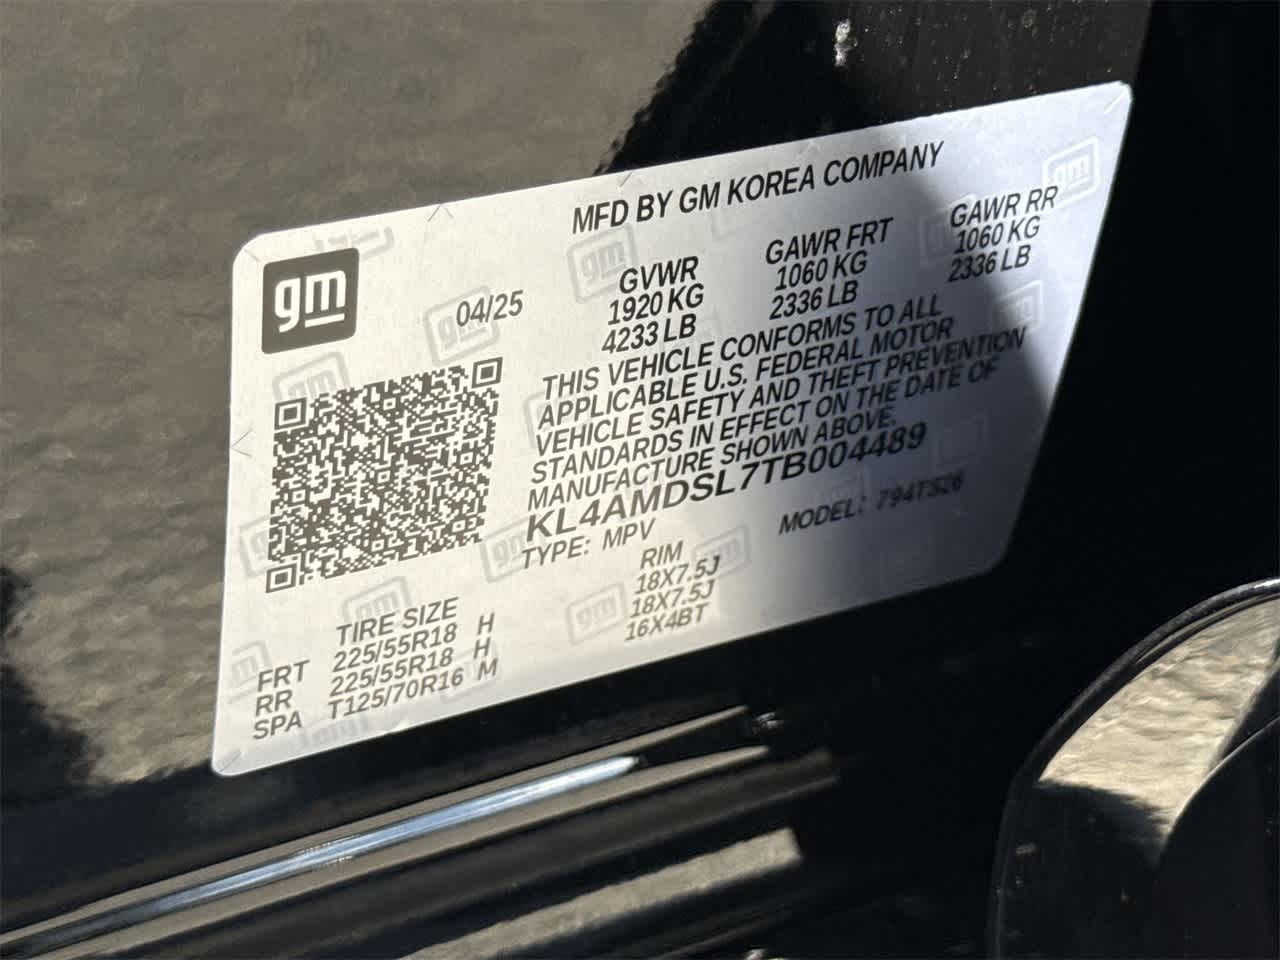 MFD BY GM KOREA COMPANY
gm
04/25
GVWR GAWR FRT GAWR RR
1920 KG 1060 KG 1060 KG
4233 LB 2336 LB 2336 LB
THIS VEHICLE CONFORMS TO ALL
APPLICABLE U.S. FEDERAL MOTOR
VEHICLE SAFETY AND THEFT PREVENTION
STANDARDS IN EFFECT ON THE DATE OF
MANUFACTURE SHOWN ABOVE.
KL4AMDSL7TB004489
TYPE: MPV MODEL: 794TS26
TIRE SIZE RIM
FRT 225/55R18 H 18X7.5J
RR 225/55R18 H 18X7.5J
SPA T125/70R16 M 16X4BT